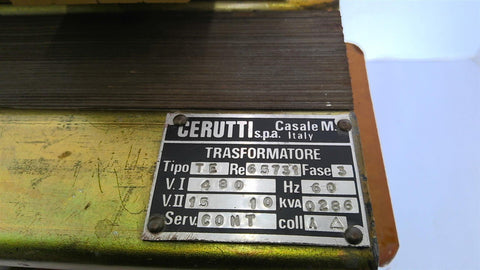 CERUTTI s.p.a. Casale M. Italy
TRASFORMATORE
Tipo TE Re 68731 Fase 3
V.I 480 Hz 60
V.II 15 10 kVA 0286
Serv. CONT coll A △